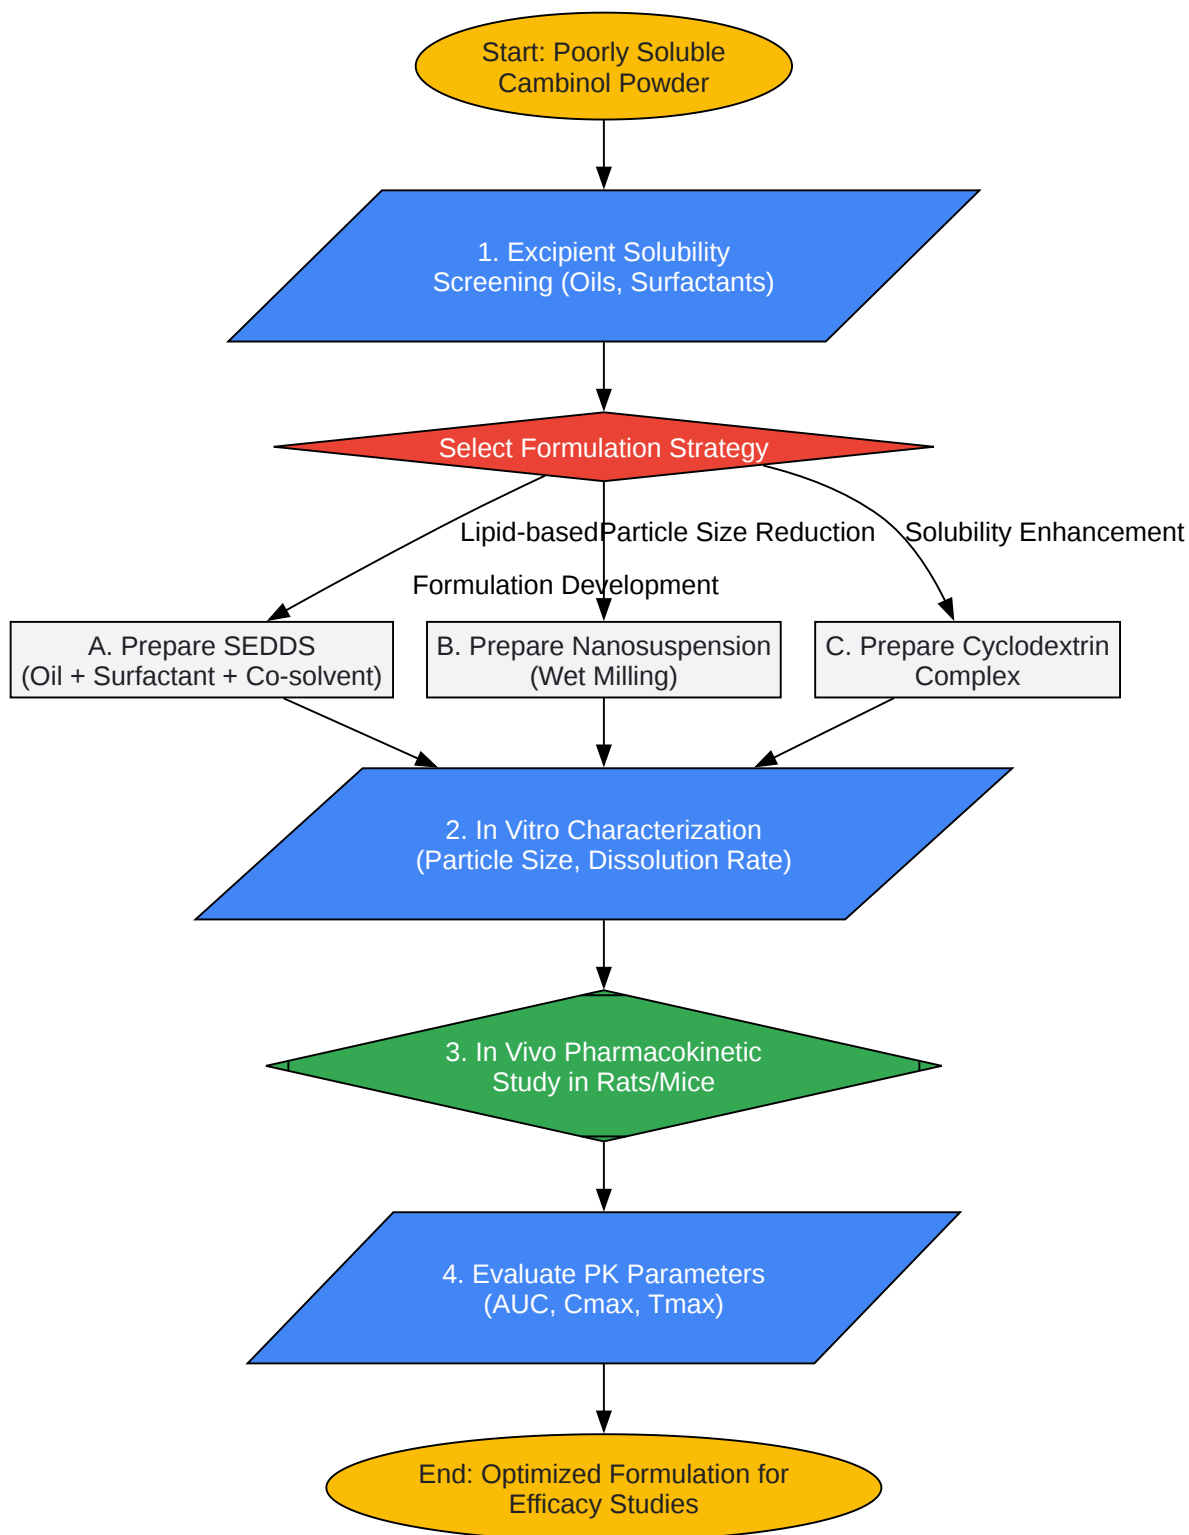 Start: Poorly Soluble
Cambinol Powder
1. Excipient Solubility
Screening (Oils, Surfactants)
Select Formulation Strategy
Lipid-based
Particle Size Reduction
Solubility Enhancement
Formulation Development
A. Prepare SEDDS
(Oil + Surfactant + Co-solvent)
B. Prepare Nanosuspension
(Wet Milling)
C. Prepare Cyclodextrin
Complex
2. In Vitro Characterization
(Particle Size, Dissolution Rate)
3. In Vivo Pharmacokinetic
Study in Rats/Mice
4. Evaluate PK Parameters
(AUC, Cmax, Tmax)
End: Optimized Formulation for
Efficacy Studies